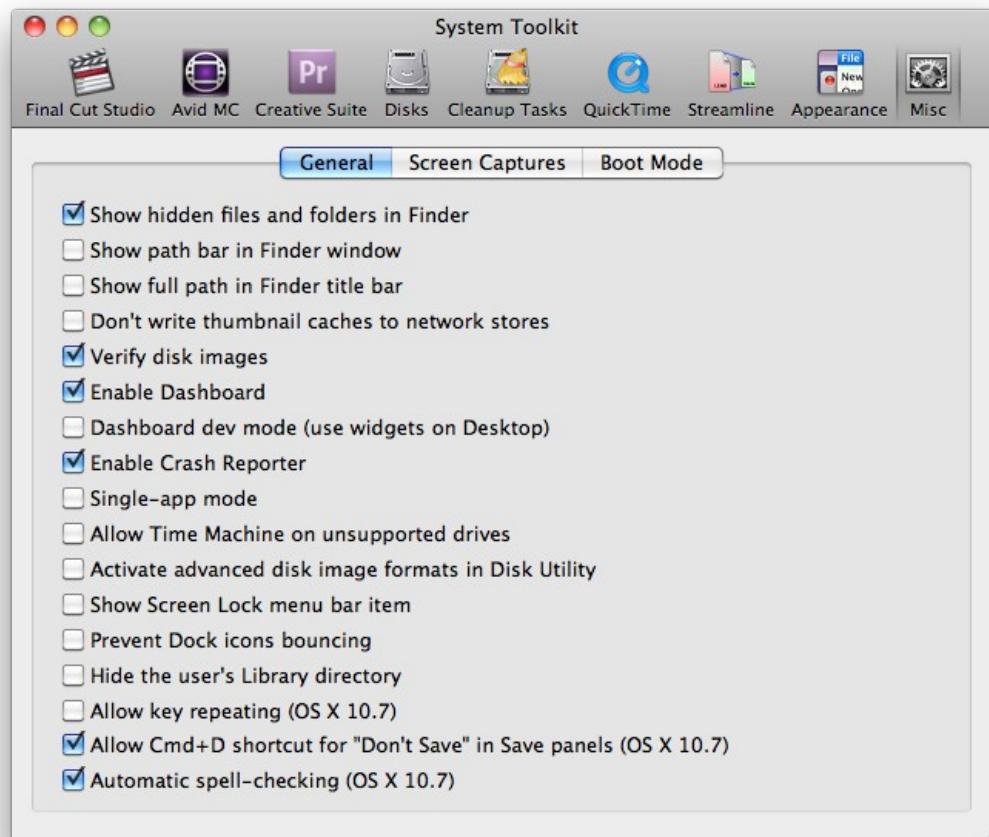 System Toolkit
Final Cut Studio Avid MC Creative Suite Disks Cleanup Tasks QuickTime Streamline Appearance Misc
Pr
File
New
General Screen Captures Boot Mode
Show hidden files and folders in Finder
Show path bar in Finder window
Show full path in Finder title bar
Don't write thumbnail caches to network stores
Verify disk images
Enable Dashboard
Dashboard dev mode (use widgets on Desktop)
Enable Crash Reporter
Single-app mode
Allow Time Machine on unsupported drives
Activate advanced disk image formats in Disk Utility
Show Screen Lock menu bar item
Prevent Dock icons bouncing
Hide the user's Library directory
Allow key repeating (OS X 10.7)
Allow Cmd+D shortcut for "Don't Save" in Save panels (OS X 10.7)
Automatic spell-checking (OS X 10.7)